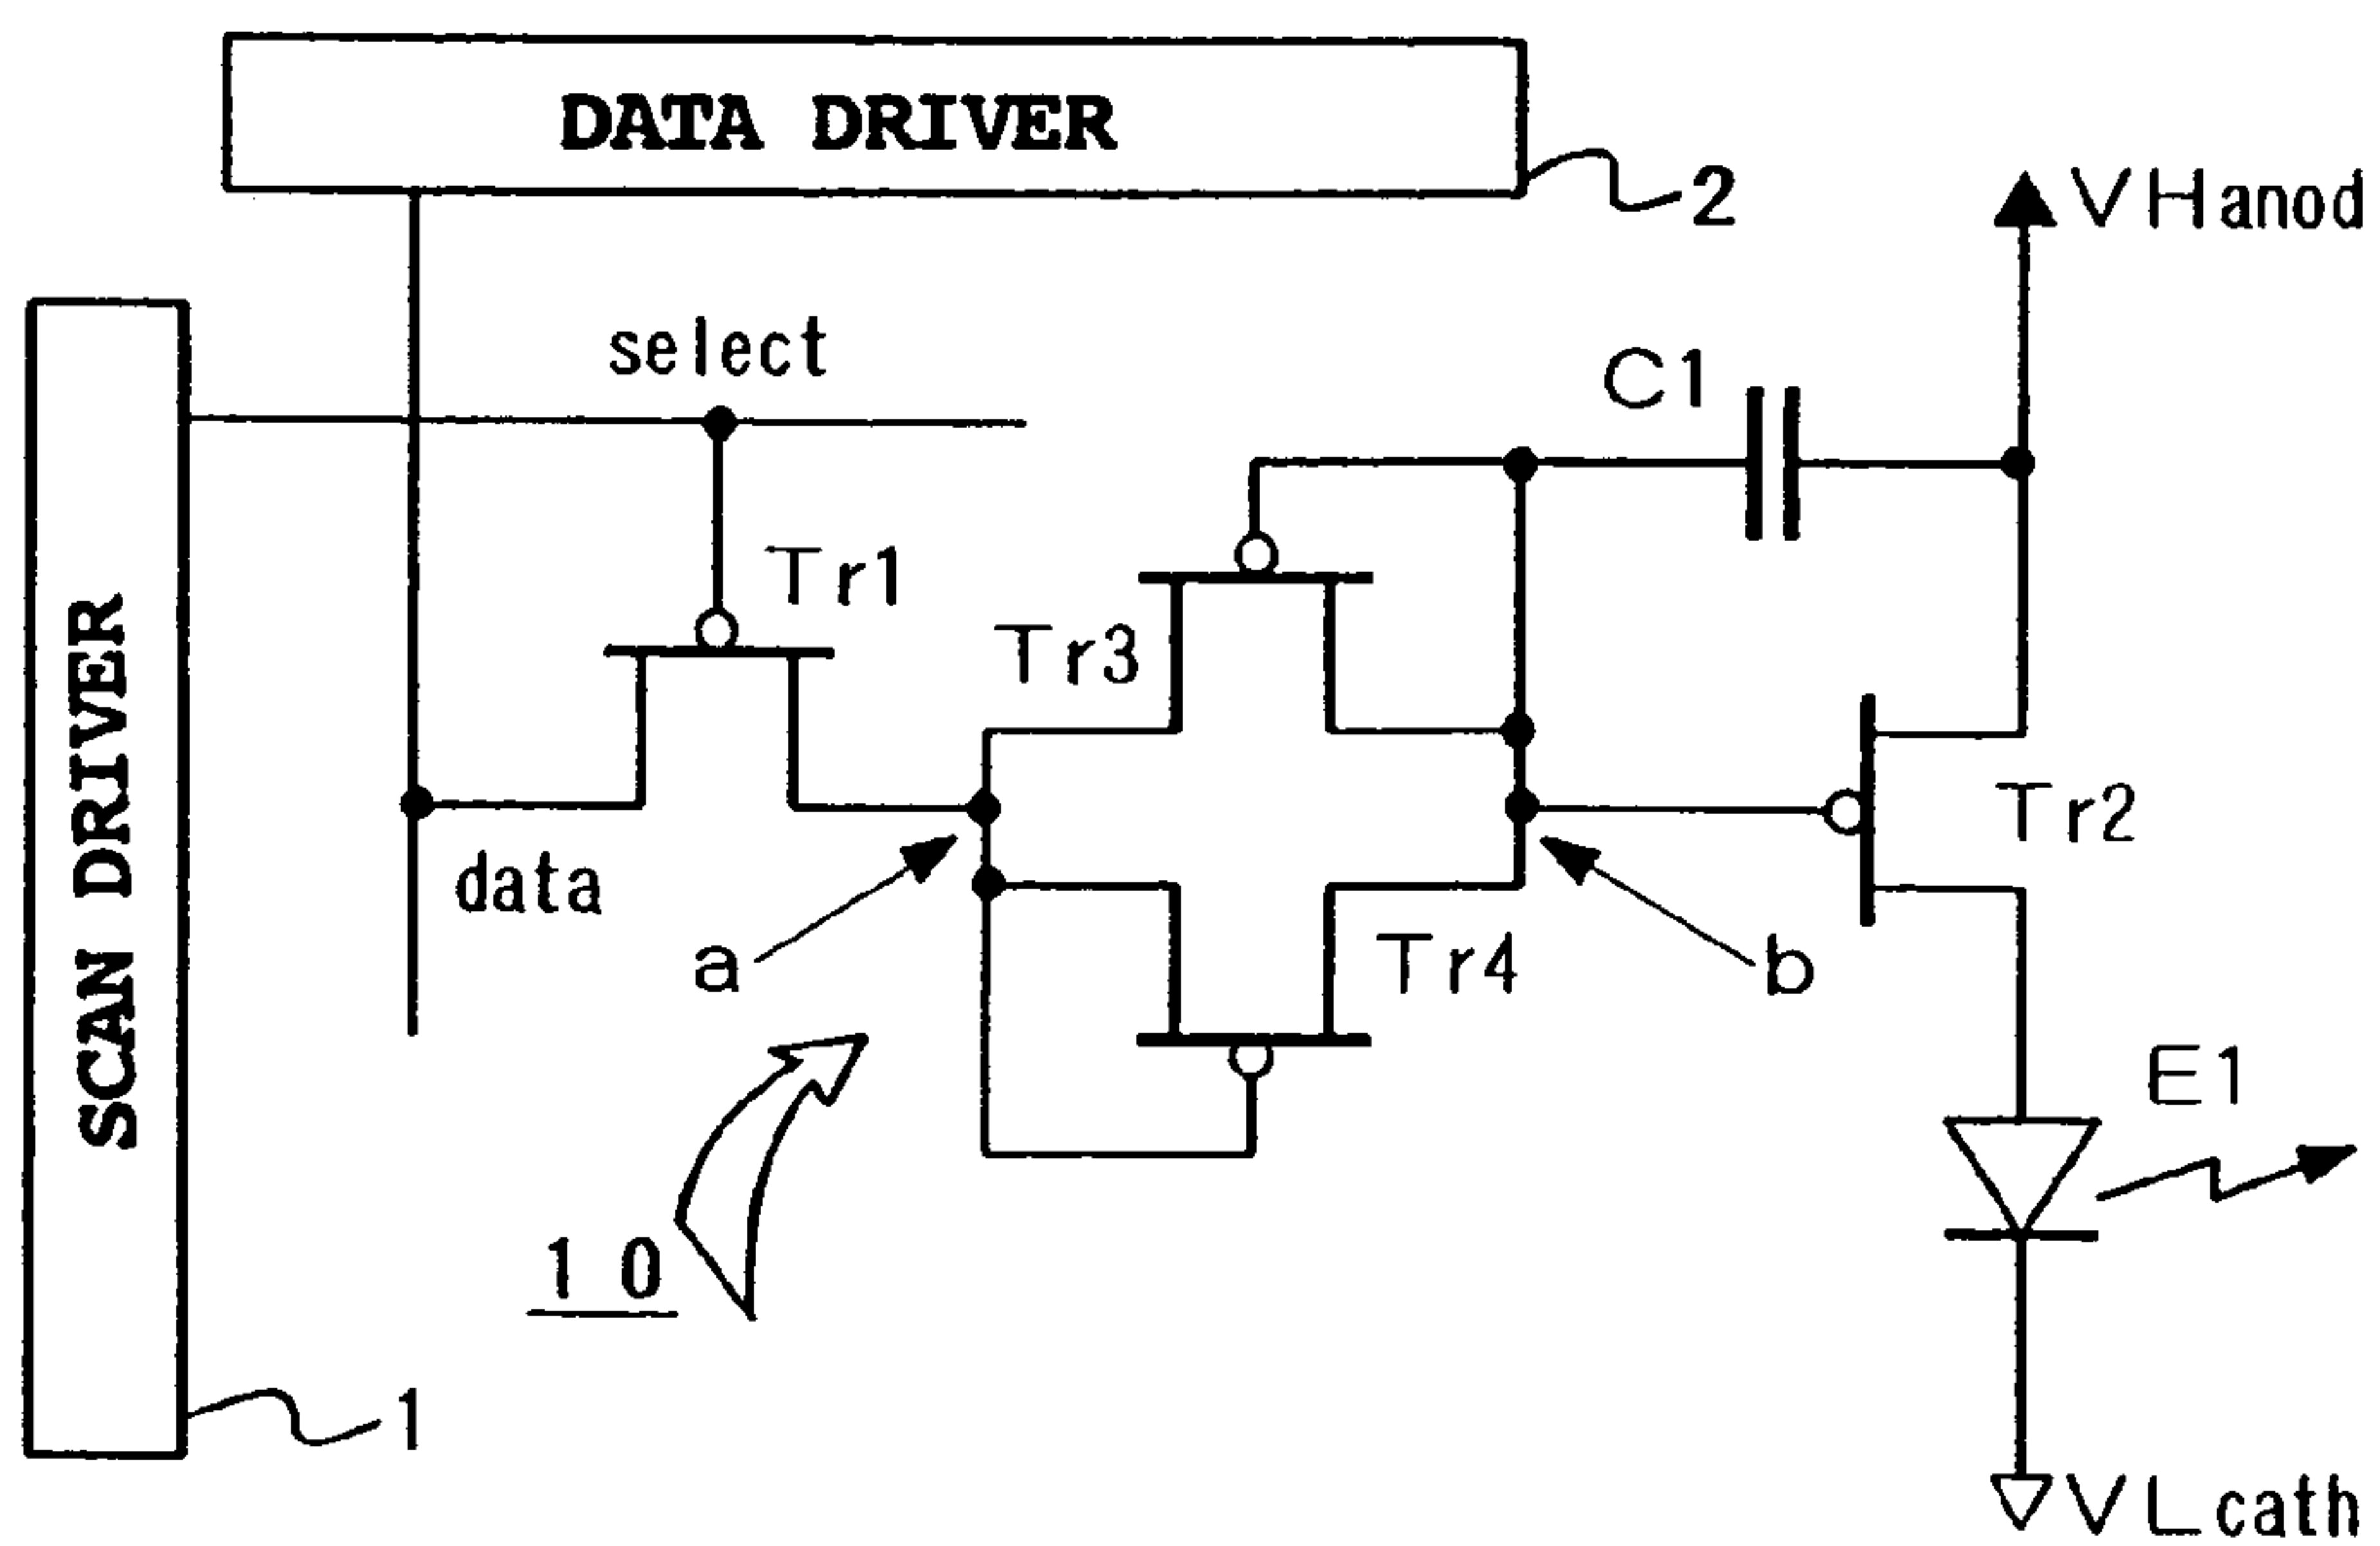 DATA DRIVER
2
VHanod
select
C1
Tr1
Tr3
SCAN DRIVER
Tr2
data
a
Tr4
b
E1
10
1
VLcath